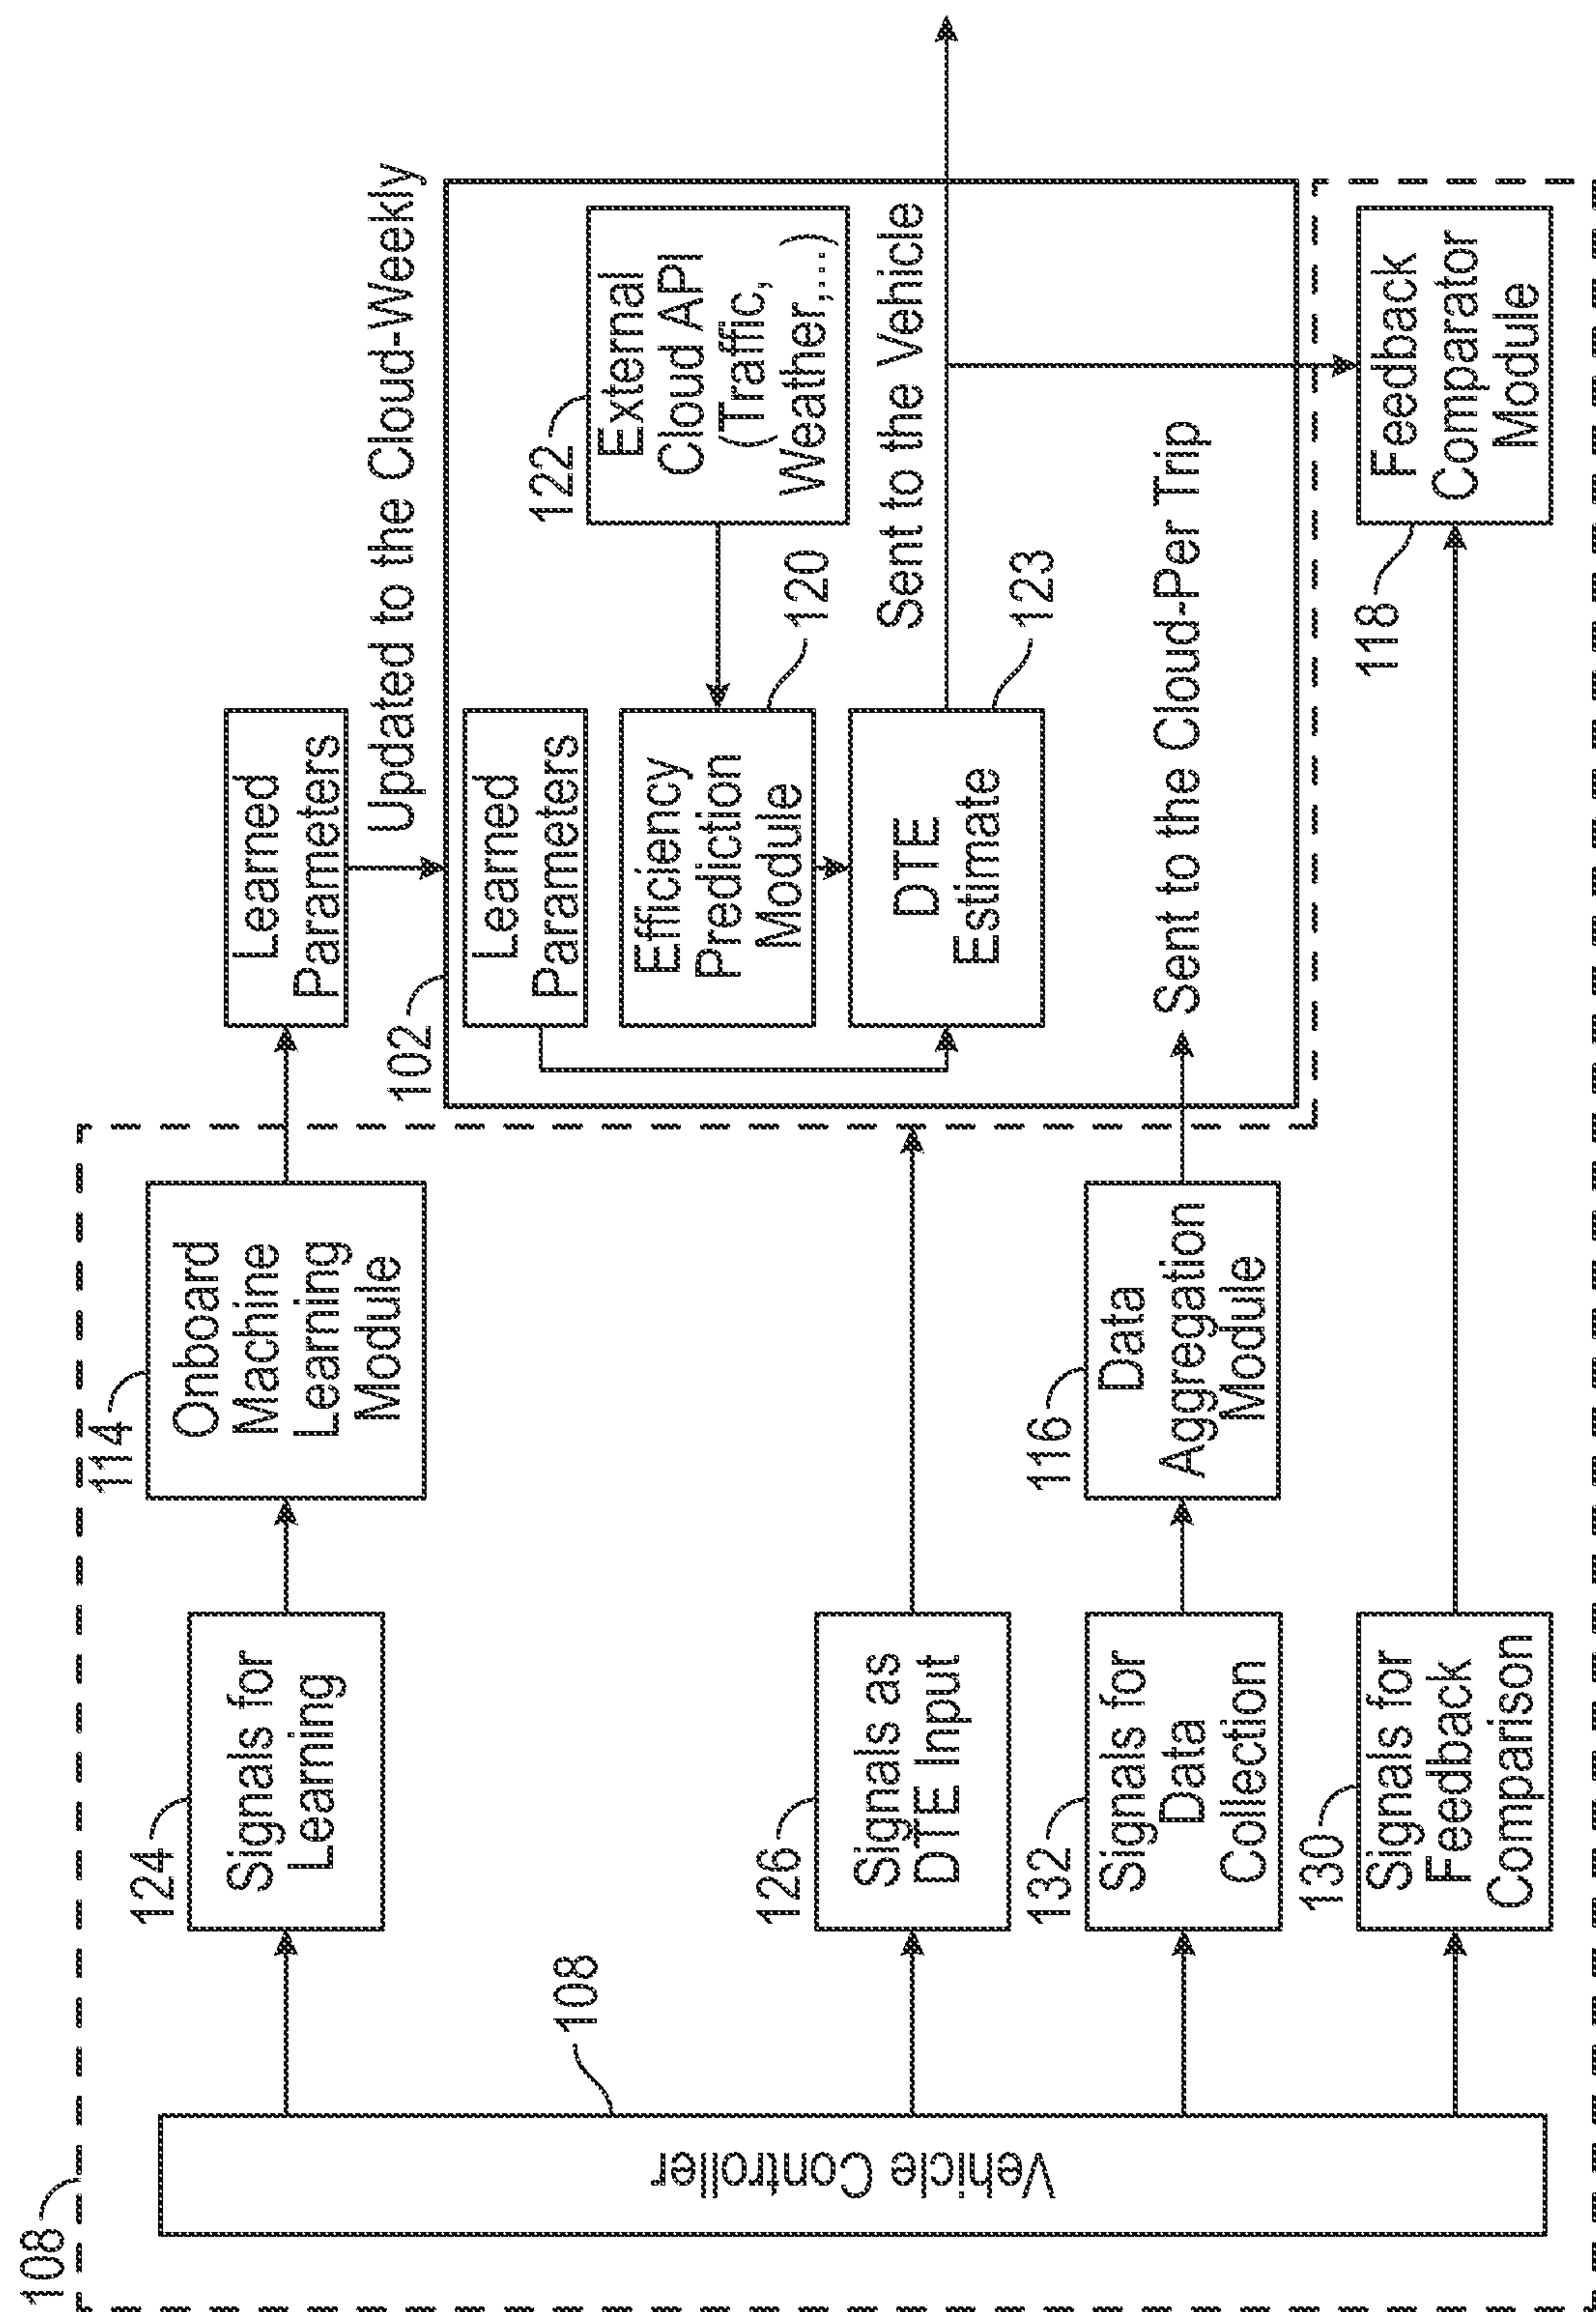 108
Vehicle Controller
108
124
Signals for
Learning
114
Onboard
Machine
Learning
Module
Learned
Parameters
Updated to the Cloud-Weekly
102
Learned
Parameters
Efficiency
Prediction
Module
120
122
External
Cloud API
(Traffic,
Weather,...)
DTE
Estimate
123
Sent to the Vehicle
126
Signals as
DTE Input
132
Signals for
Data
Collection
116
Data
Aggregation
Module
Sent to the Cloud-Per Trip
130
Signals for
Feedback
Comparison
118
Feedback
Comparator
Module